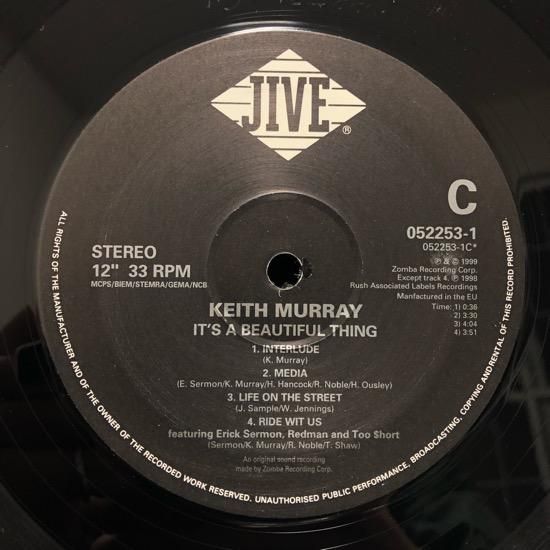 JIVE
®
C
052253-1
052253-1C*
℗ & © 1999
Zomba Recording Corp.
Except track 4, ℗ 1998
Rush Associated Labels Recordings
Manfactured in the EU
Time: 1) 0:36
2) 3:30
3) 4:04
4) 3:51
STEREO
12" 33 RPM
MCPS/BIEM/STEMRA/GEMA/NCB
KEITH MURRAY
IT'S A BEAUTIFUL THING
1. INTERLUDE
(K. Murray)
2. MEDIA
(E. Sermon/K. Murray/H. Hancock/R. Noble/H. Ousley)
3. LIFE ON THE STREET
(J. Sample/W. Jennings)
4. RIDE WIT US
featuring Erick Sermon, Redman and Too $hort
(Sermon/K. Murray/R. Noble/T. Shaw)
An original sound recording
made by Zomba Recording Corp.
ALL RIGHTS OF THE MANUFACTURER AND OF THE OWNER OF THE RECORDED WORK RESERVED. UNAUTHORISED PUBLIC PERFORMANCE, BROADCASTING, COPYING AND RENTAL OF THIS RECORD PROHIBITED.